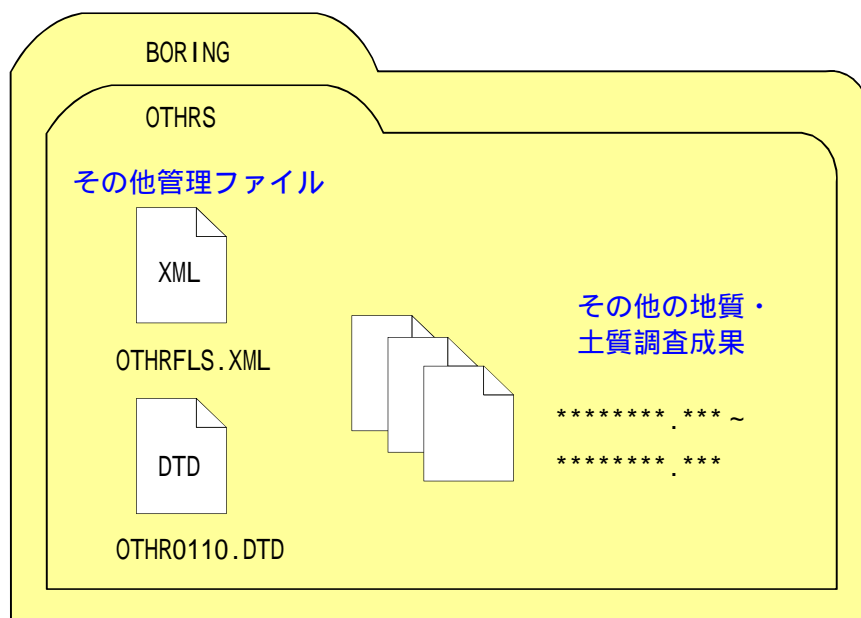 BORING
OTHRS
その他管理ファイル
XML
OTHRFLS.XML
DTD
OTHR0110.DTD
その他の地質・
土質調査成果
********.***~
********.***